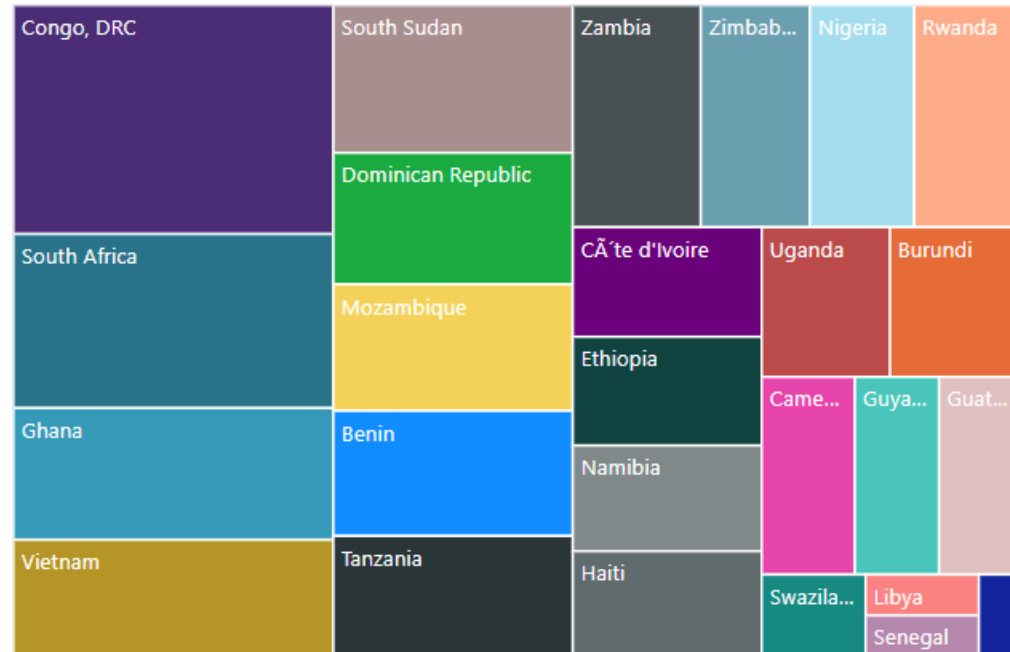 Congo, DRC
South Africa
Ghana
Vietnam
South Sudan
Dominican Republic
Mozambique
Benin
Tanzania
Zambia
Zimbab...
Nigeria
Rwanda
CÃ´te d'Ivoire
Ethiopia
Namibia
Haiti
Uganda
Burundi
Came...
Guya...
Guat...
Swazila...
Libya
Senegal